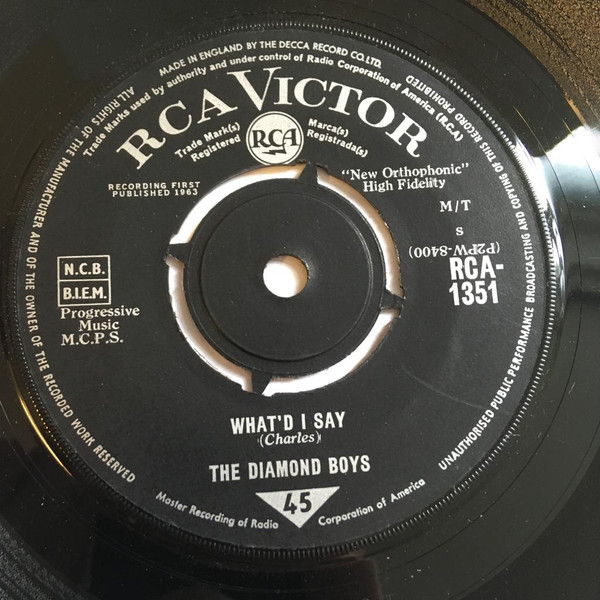 MADE IN ENGLAND BY THE DECCA RECORD CO. LTD.
Trade Marks used by authority and under control of Radio Corporation of America (R.C.A)
ALL RIGHTS OF THE MANUFACTURER AND OF THE OWNER OF THE RECORDED WORK RESERVED
UNAUTHORISED PUBLIC PERFORMANCE BROADCASTING AND COPYING OF THIS RECORD PROHIBITED
RCA VICTOR
Trade Mark(s)
Registered
RCA
Marca(s)
Registrada(s)
RECORDING FIRST
PUBLISHED 1963
"New Orthophonic"
High Fidelity
M/T
S
(P2PW-8400)
RCA-
1351
N.C.B.
B.I.E.M.
Progressive
Music
M.C.P.S.
WHAT'D I SAY
(Charles)
THE DIAMOND BOYS
45
Master Recording of Radio Corporation of America